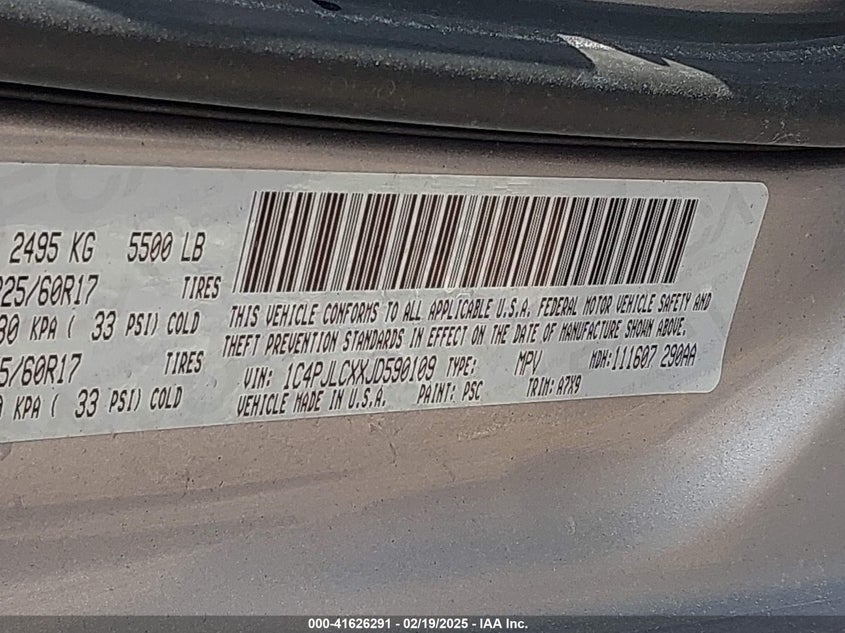 2495 KG 5500 LB
225/60R17 TIRES
30 KPA ( 33 PSI) COLD
5/60R17 TIRES
KPA ( 33 PSI) COLD
THIS VEHICLE CONFORMS TO ALL APPLICABLE U.S.A. FEDERAL MOTOR VEHICLE SAFETY AND
THEFT PREVENTION STANDARDS IN EFFECT ON THE DATE OF MANUFACTURE SHOWN ABOVE.
VIN: 1C4PJLCXXJD590109 TYPE: MPV MDH:111607 290AA
VEHICLE MADE IN U.S.A. PAINT: PSC TRIM: A7X9
000-41626291 - 02/19/2025 - IAA Inc.